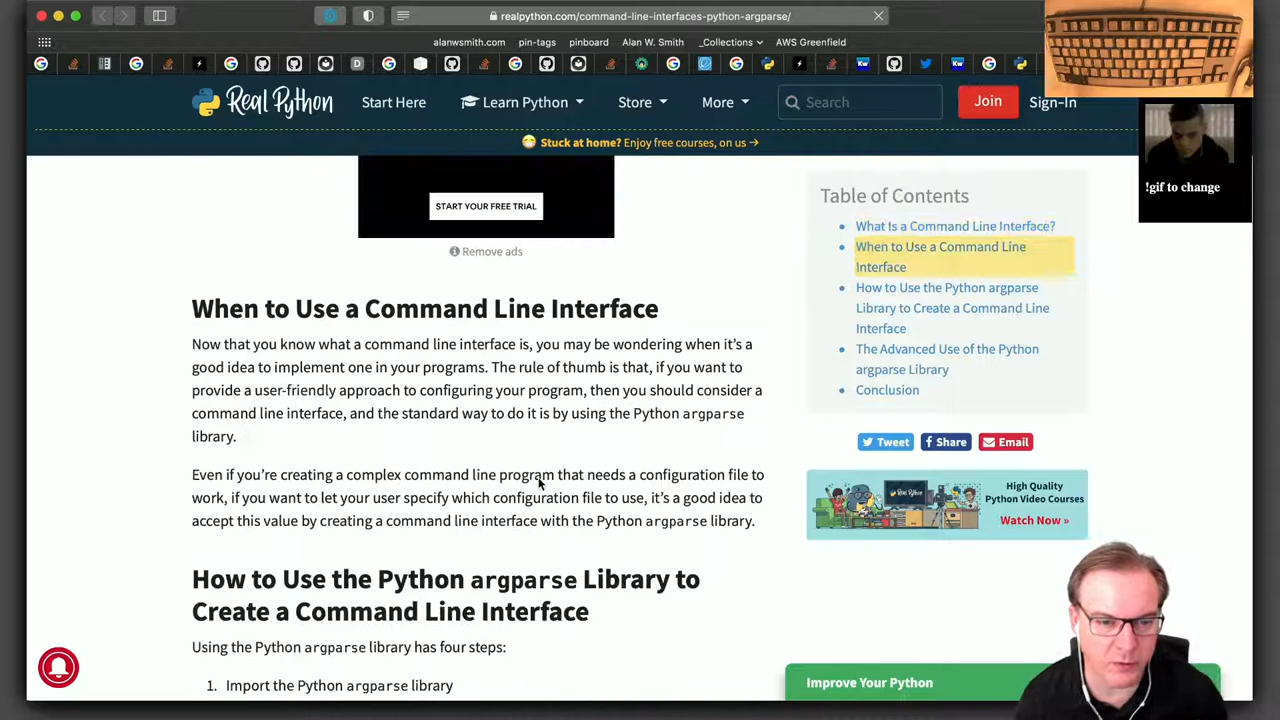 realpython.com/command-line-interfaces-python-argparse/
alanwsmith.com
pin-tags
pinboard
Alan W. Smith
_Collections
AWS Greenfield
Real Python
Start Here
Learn Python
Store
More
Search
Join
Sign-In
Stuck at home? Enjoy free courses, on us →
!gif to change
START YOUR FREE TRIAL
Remove ads
Table of Contents
What Is a Command Line Interface?
When to Use a Command Line
Interface
How to Use the Python argparse
Library to Create a Command Line
Interface
The Advanced Use of the Python
argparse Library
Conclusion
When to Use a Command Line Interface
Now that you know what a command line interface is, you may be wondering when it’s a
good idea to implement one in your programs. The rule of thumb is that, if you want to
provide a user-friendly approach to configuring your program, then you should consider a
command line interface, and the standard way to do it is by using the Python argparse
library.
Even if you’re creating a complex command line program that needs a configuration file to
work, if you want to let your user specify which configuration file to use, it’s a good idea to
accept this value by creating a command line interface with the Python argparse library.
Tweet
Share
Email
Real Python
High Quality
Python Video Courses
Watch Now »
How to Use the Python argparse Library to
Create a Command Line Interface
Using the Python argparse library has four steps:
1. Import the Python argparse library
Improve Your Python